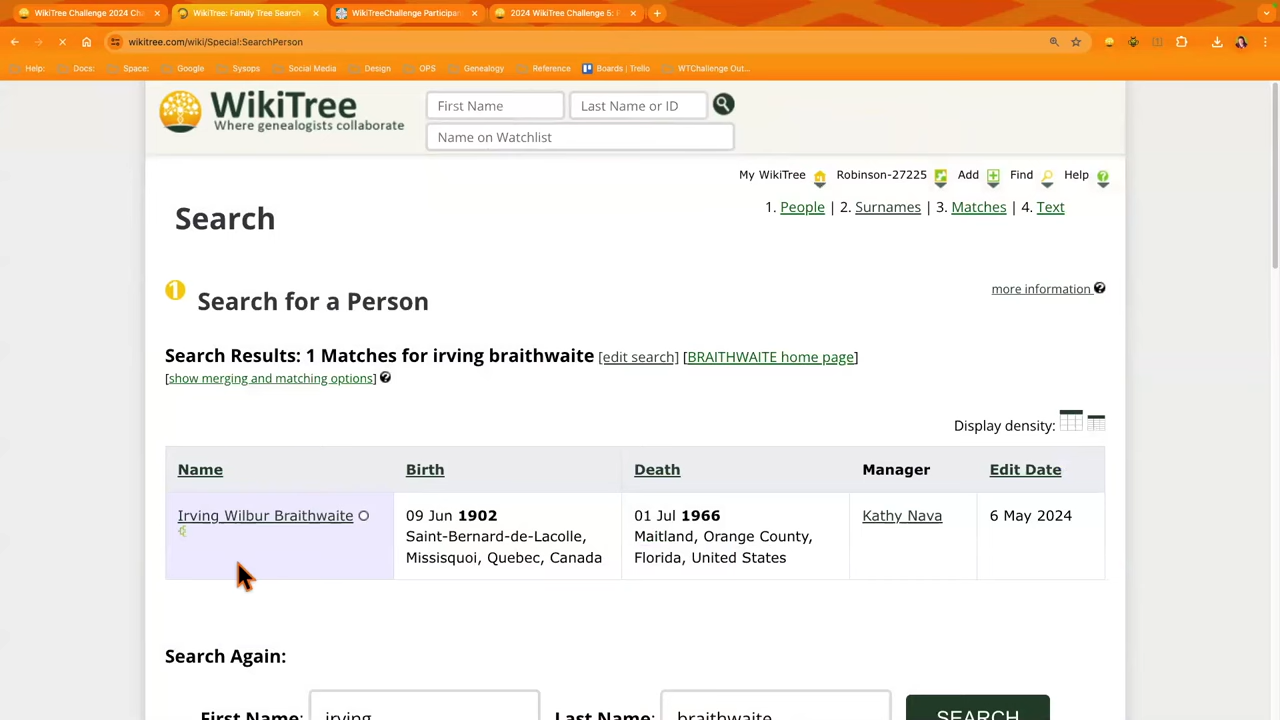 WikiTree Challenge 2024 Cha
WikiTree: Family Tree Search
WikiTreeChallenge Participan
2024 WikiTree Challenge 5:
wikitree.com/wiki/Special:SearchPerson
Help: Docs: Space: Google Sysops Social Media Design OPS Genealogy Reference Boards | Trello WTChallenge Out...
WikiTree
Where genealogists collaborate
First Name
Last Name or ID
Name on Watchlist
My WikiTree Robinson-27225 Add Find Help
Search
1. People | 2. Surnames | 3. Matches | 4. Text
1 Search for a Person
more information
Search Results: 1 Matches for irving braithwaite [edit search] [BRAITHWAITE home page]
[show merging and matching options]
Display density:
Name Birth Death Manager Edit Date
Irving Wilbur Braithwaite 09 Jun 1902 01 Jul 1966 Kathy Nava 6 May 2024
Saint-Bernard-de-Lacolle, Maitland, Orange County,
Missisquoi, Quebec, Canada Florida, United States
Search Again:
First Name: irving Last Name: braithwaite SEARCH